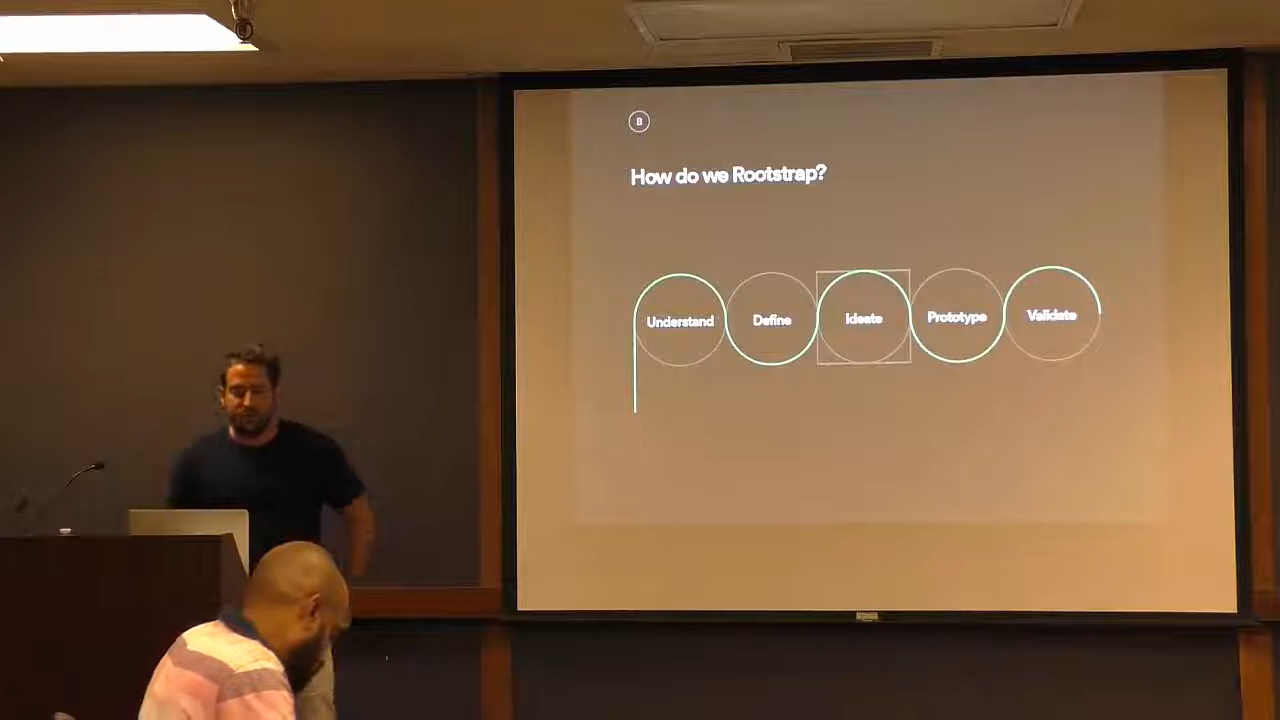 B
How do we Rootstrap?
Understand
Define
Ideate
Prototype
Validate